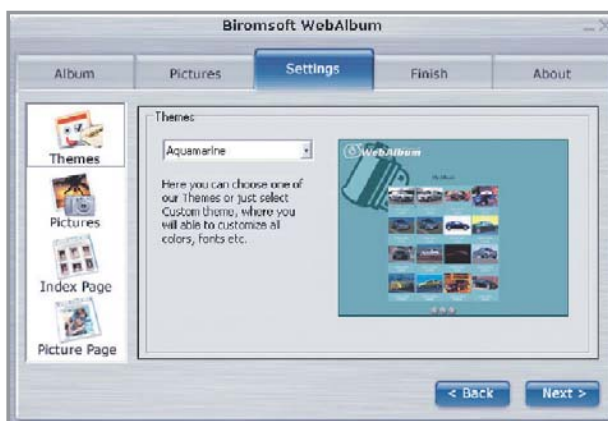 Biromsoft WebAlbum
Album
Pictures
Settings
Finish
About
Themes
Pictures
Index Page
Picture Page
Themes
Aquamarine
Here you can choose one of
our Themes or just select
Custom theme, where you
will able to customize all
colors, fonts etc.
WebAlbum
< Back
Next >